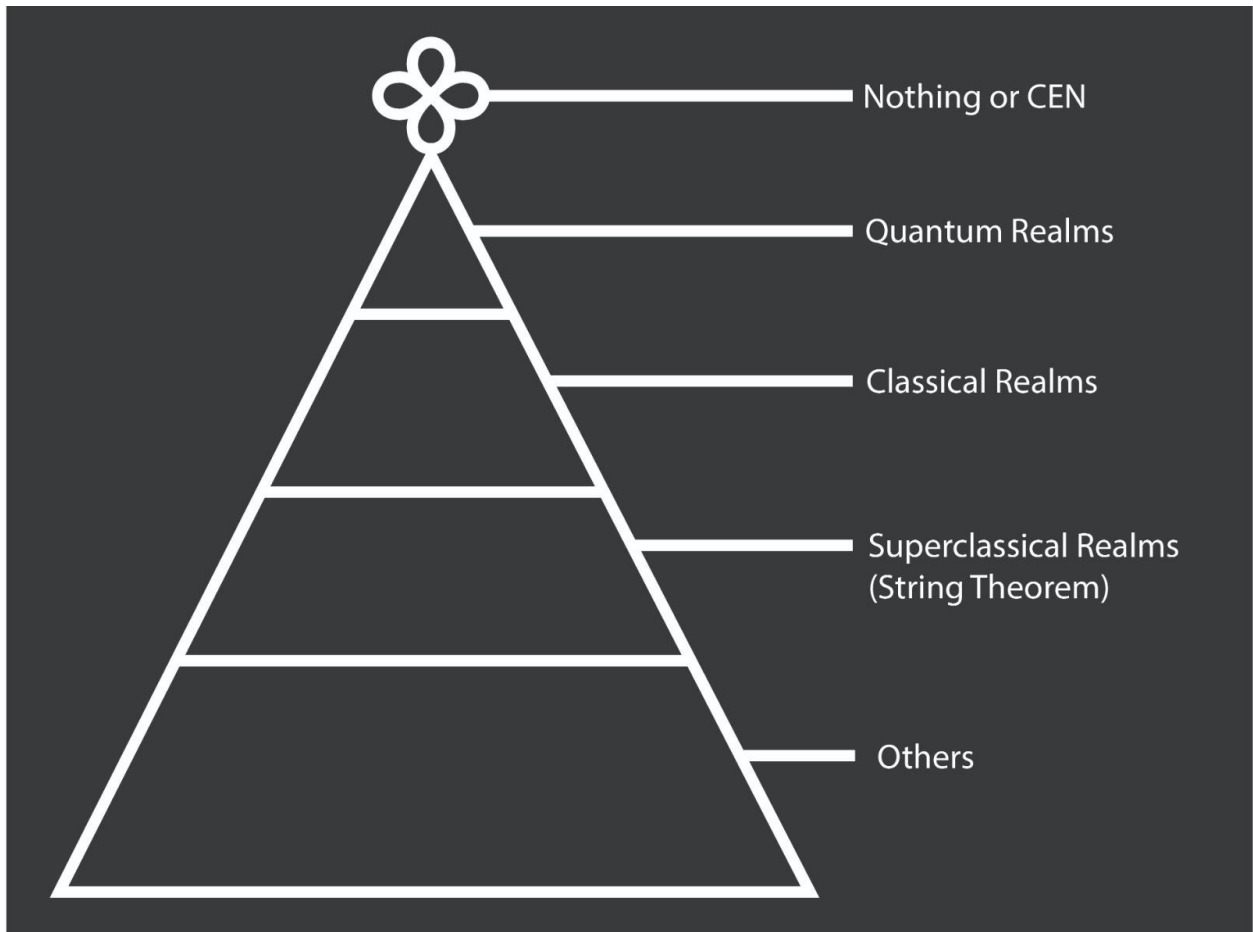 Nothing or CEN
Quantum Realms
Classical Realms
Superclassical Realms
(String Theorem)
Others